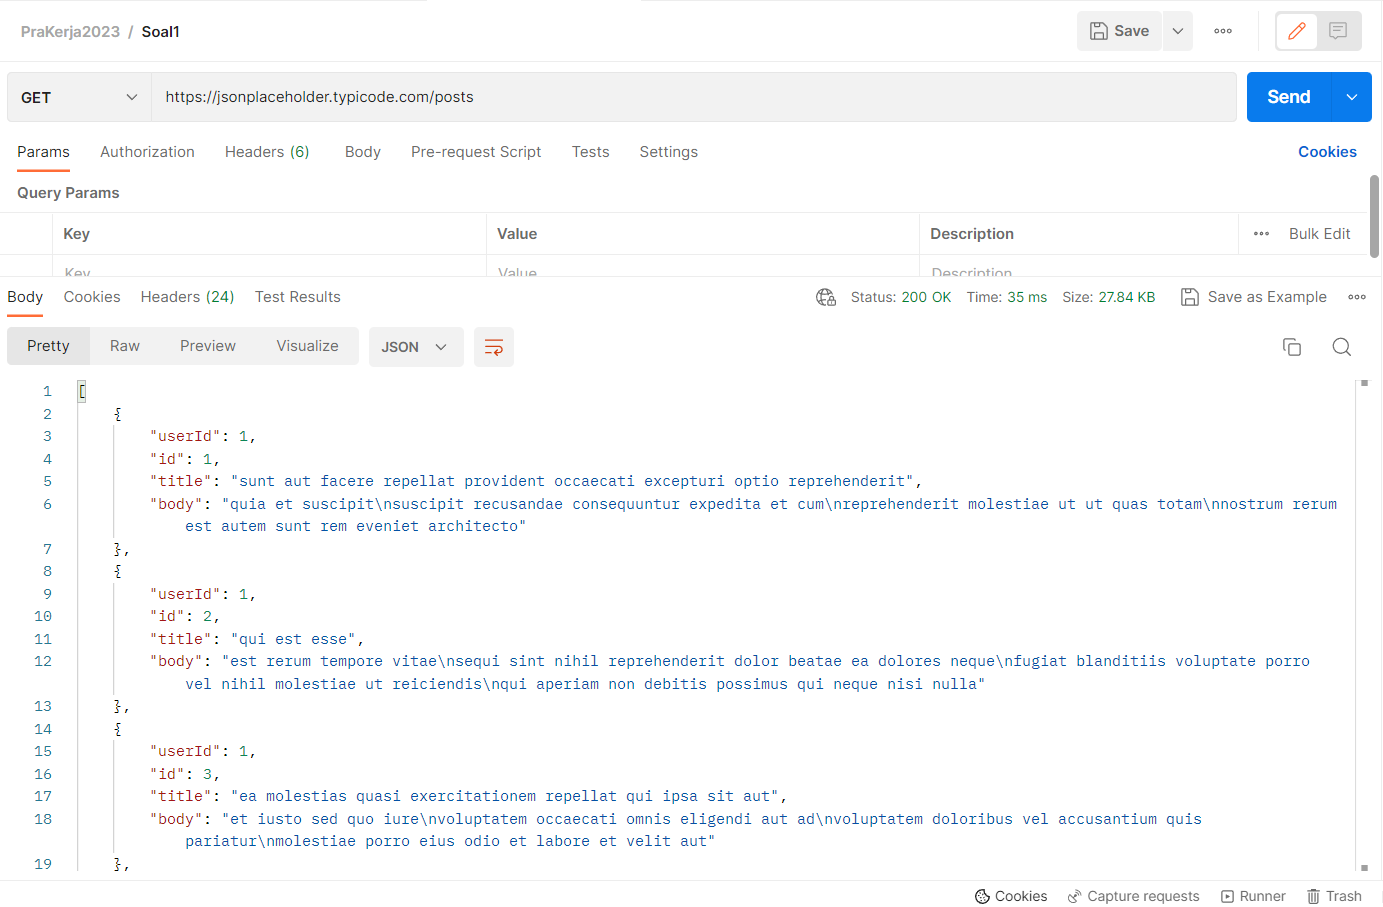 PraKerja2023 / Soal1
Save
GET
https://jsonplaceholder.typicode.com/posts
Send
Params Authorization Headers (6) Body Pre-request Script Tests Settings Cookies
Query Params
Key Value Description Bulk Edit
Key Value Description
Body Cookies Headers (24) Test Results Status: 200 OK Time: 35 ms Size: 27.84 KB Save as Example
Pretty Raw Preview Visualize JSON
1 [
2 {
3 "userId": 1,
4 "id": 1,
5 "title": "sunt aut facere repellat provident occaecati excepturi optio reprehenderit",
6 "body": "quia et suscipit\nsuscipit recusandae consequuntur expedita et cum\nreprehenderit molestiae ut ut quas totam\nnostrum rerum
est autem sunt rem eveniet architecto"
7 },
8 {
9 "userId": 1,
10 "id": 2,
11 "title": "qui est esse",
12 "body": "est rerum tempore vitae\nsequi sint nihil reprehenderit dolor beatae ea dolores neque\nfugiat blanditiis voluptate porro
vel nihil molestiae ut reiciendis\nqui aperiam non debitis possimus qui neque nisi nulla"
13 },
14 {
15 "userId": 1,
16 "id": 3,
17 "title": "ea molestias quasi exercitationem repellat qui ipsa sit aut",
18 "body": "et iusto sed quo iure\nvoluptatem occaecati omnis eligendi aut ad\nvoluptatem doloribus vel accusantium quis
pariatur\nmolestiae porro eius odio et labore et velit aut"
19 },
Cookies Capture requests Runner Trash